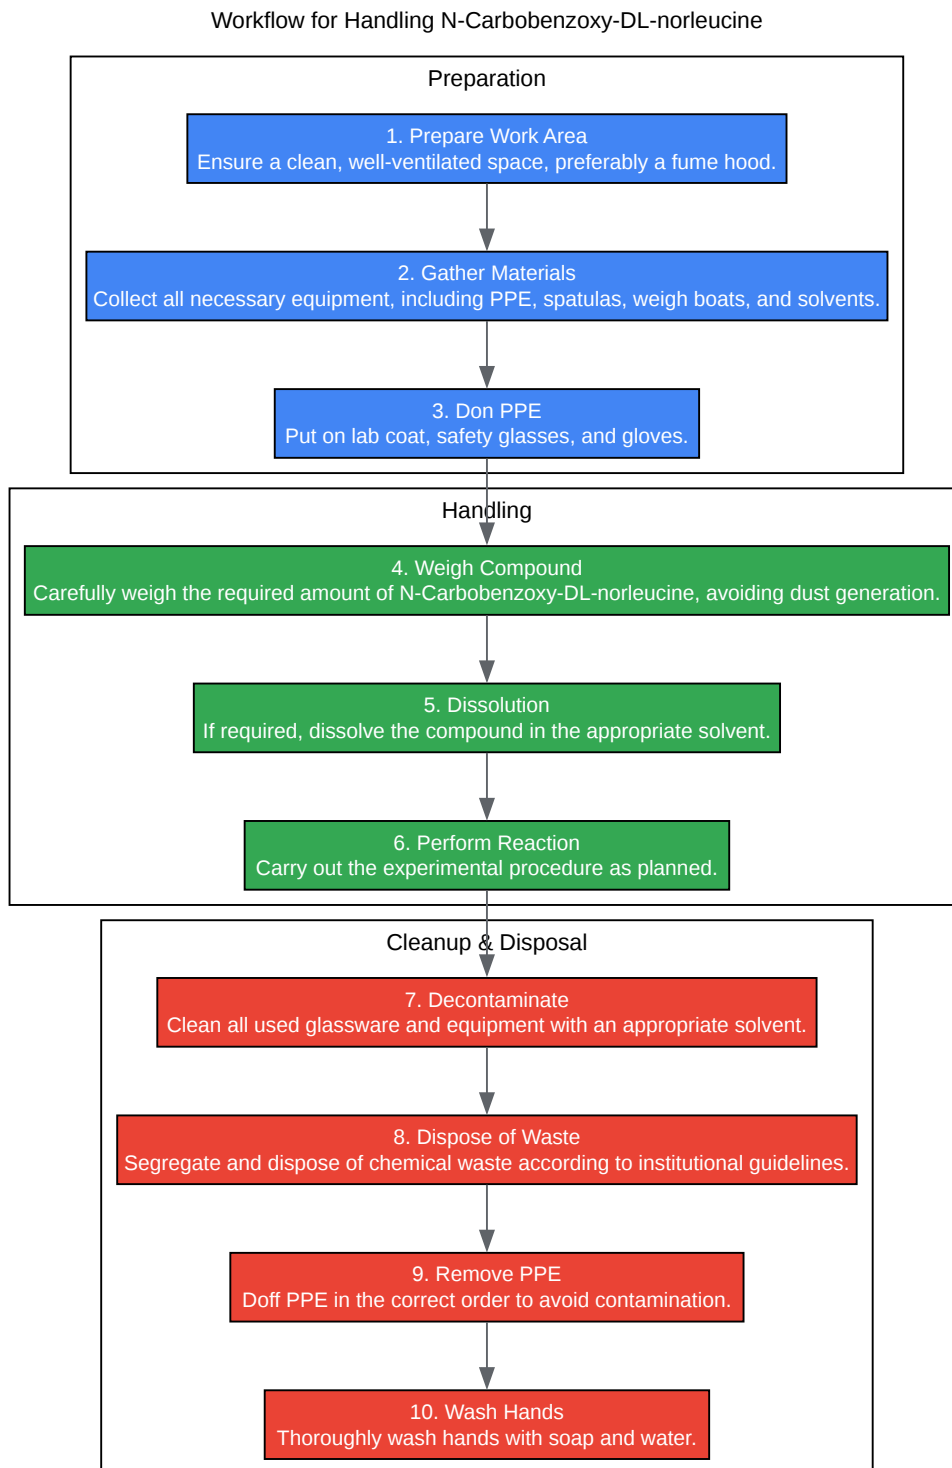 Workflow for Handling N-Carbobenzoxy-DL-norleucine
Preparation
1. Prepare Work Area
Ensure a clean, well-ventilated space, preferably a fume hood.
2. Gather Materials
Collect all necessary equipment, including PPE, spatulas, weigh boats, and solvents.
3. Don PPE
Put on lab coat, safety glasses, and gloves.
Handling
4. Weigh Compound
Carefully weigh the required amount of N-Carbobenzoxy-DL-norleucine, avoiding dust generation.
5. Dissolution
If required, dissolve the compound in the appropriate solvent.
6. Perform Reaction
Carry out the experimental procedure as planned.
Cleanup & Disposal
7. Decontaminate
Clean all used glassware and equipment with an appropriate solvent.
8. Dispose of Waste
Segregate and dispose of chemical waste according to institutional guidelines.
9. Remove PPE
Doff PPE in the correct order to avoid contamination.
10. Wash Hands
Thoroughly wash hands with soap and water.